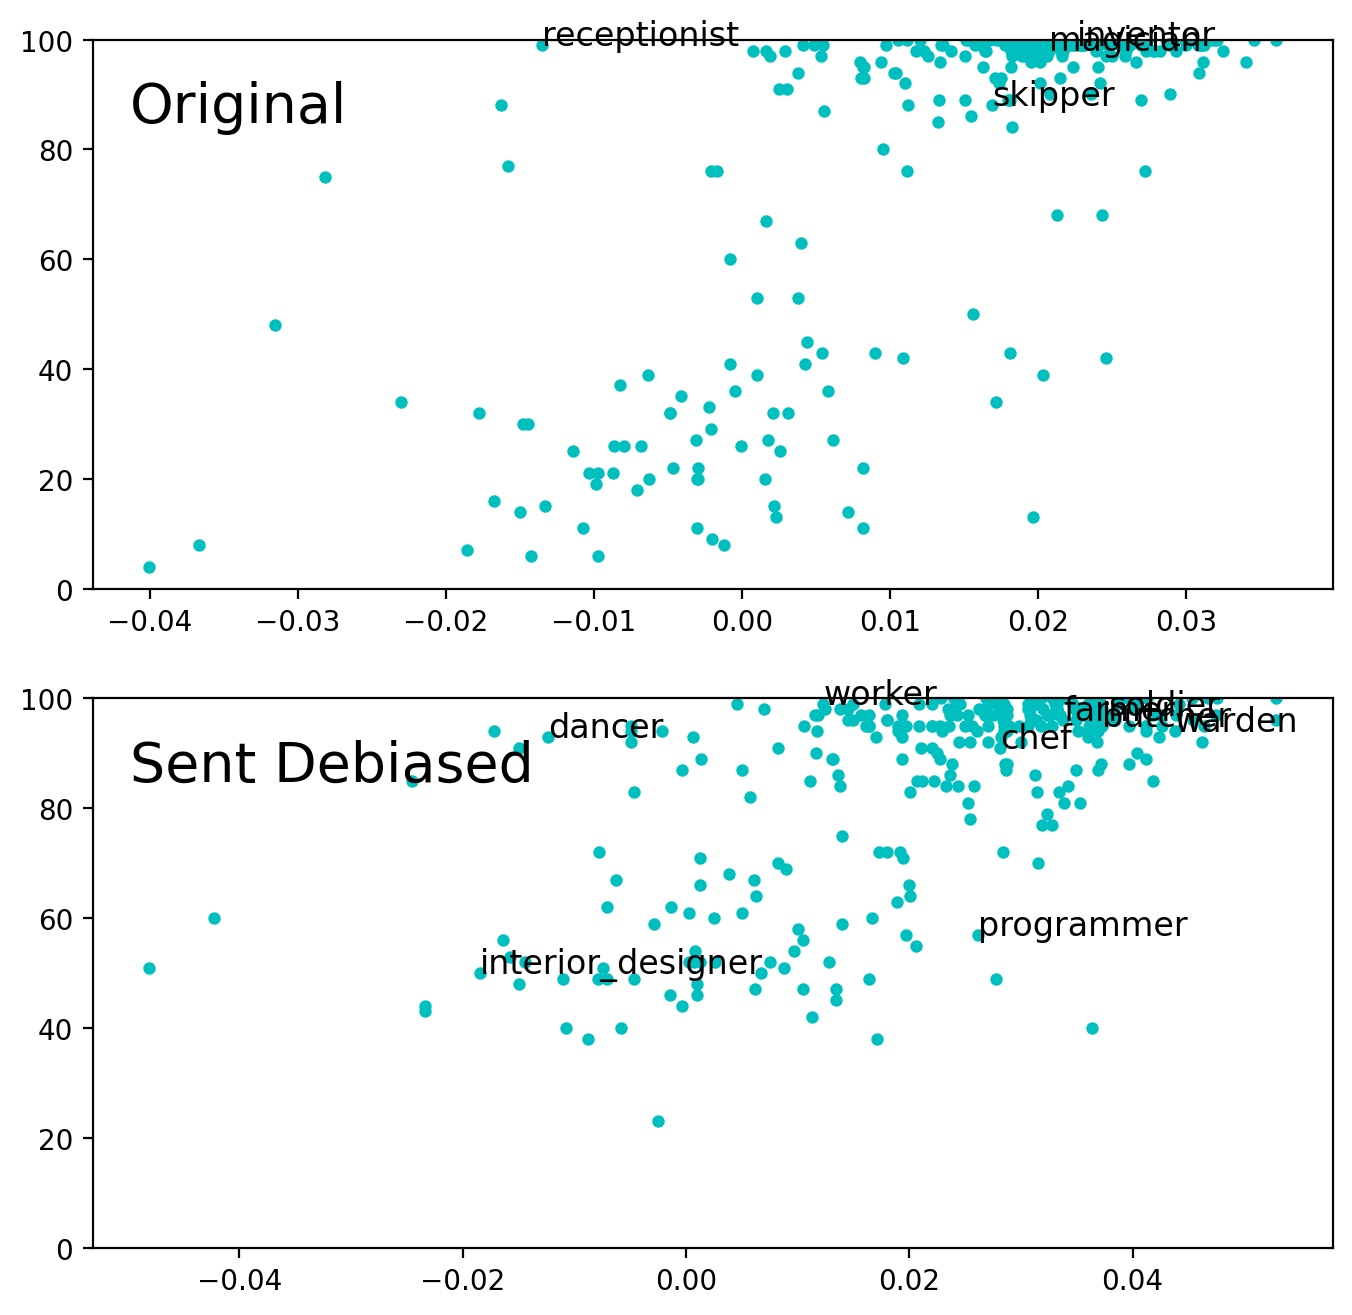 receptionist
inventor
magician
100
Original
skipper
80
60
40
20
0
−0.04 −0.03 −0.02 −0.01 0.00 0.01 0.02 0.03
worker
100
soldier
farmer
butcher
warden
dancer
chef
Sent Debiased
80
programmer
60
interior_designer
40
20
0
−0.04 −0.02 0.00 0.02 0.04